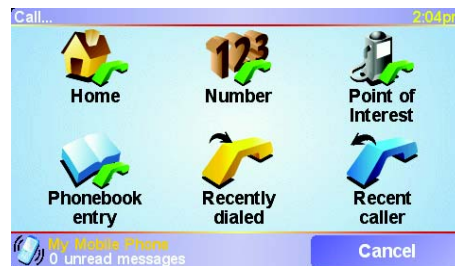 Call...
2:04pm
123
Home
Number
Point of
Interest
Phonebook
entry
Recently
dialed
Recent
caller
My Mobile Phone
0 unread messages
Cancel